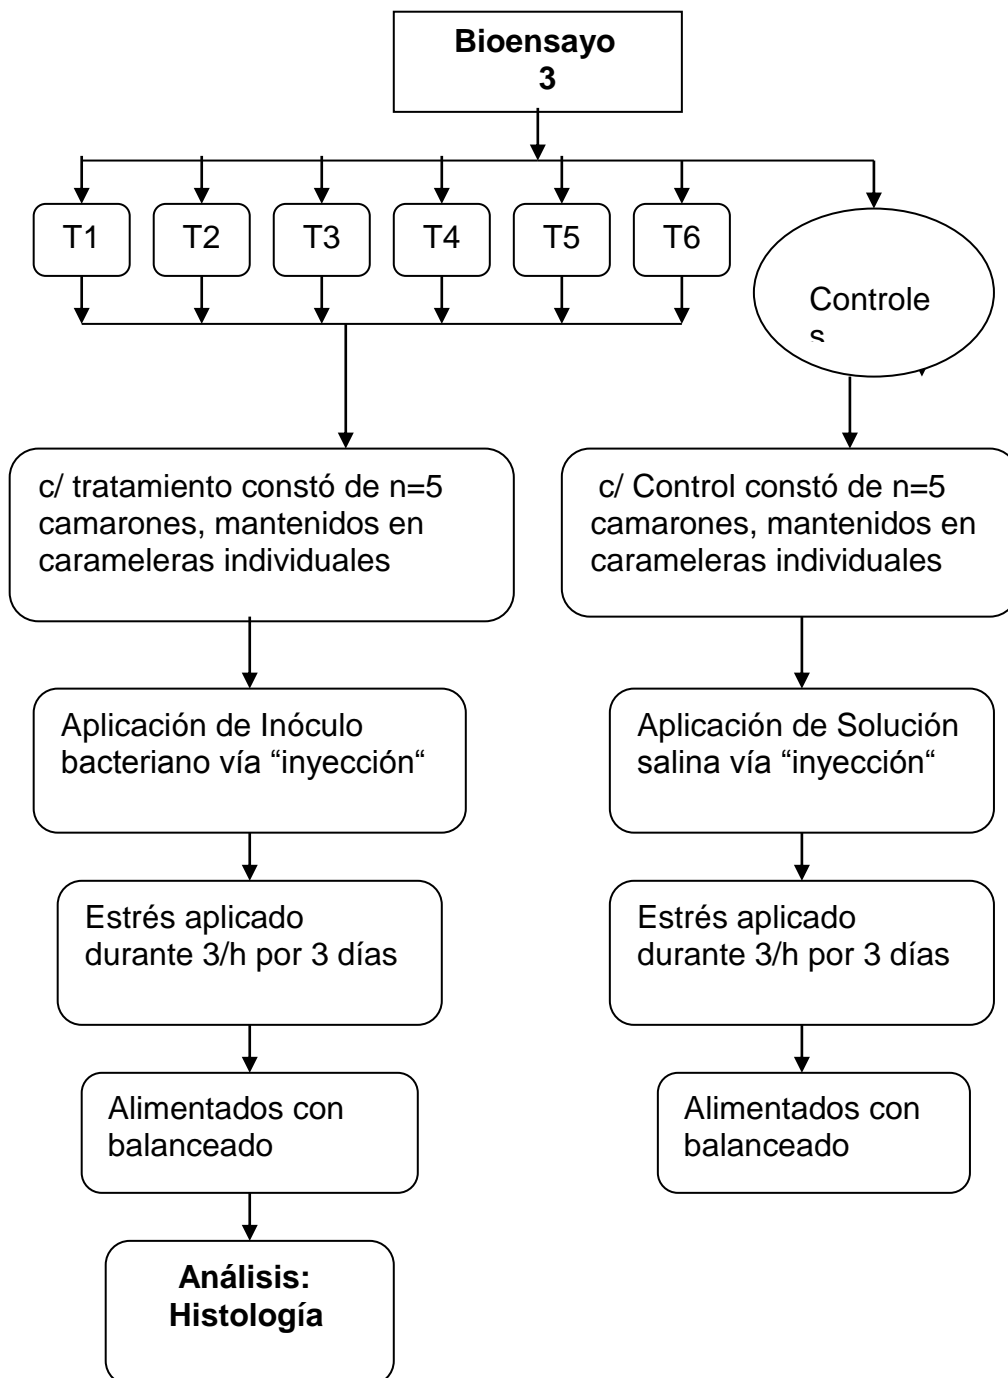 Bioensayo
3
T1
T2
T3
T4
T5
T6
Controle
s
c/ tratamiento constó de n=5
camarones, mantenidos en
carameleras individuales
c/ Control constó de n=5
camarones, mantenidos en
carameleras individuales
Aplicación de Inóculo
bacteriano vía “inyección“
Aplicación de Solución
salina vía “inyección“
Estrés aplicado
durante 3/h por 3 días
Estrés aplicado
durante 3/h por 3 días
Alimentados con
balanceado
Alimentados con
balanceado
Análisis:
Histología